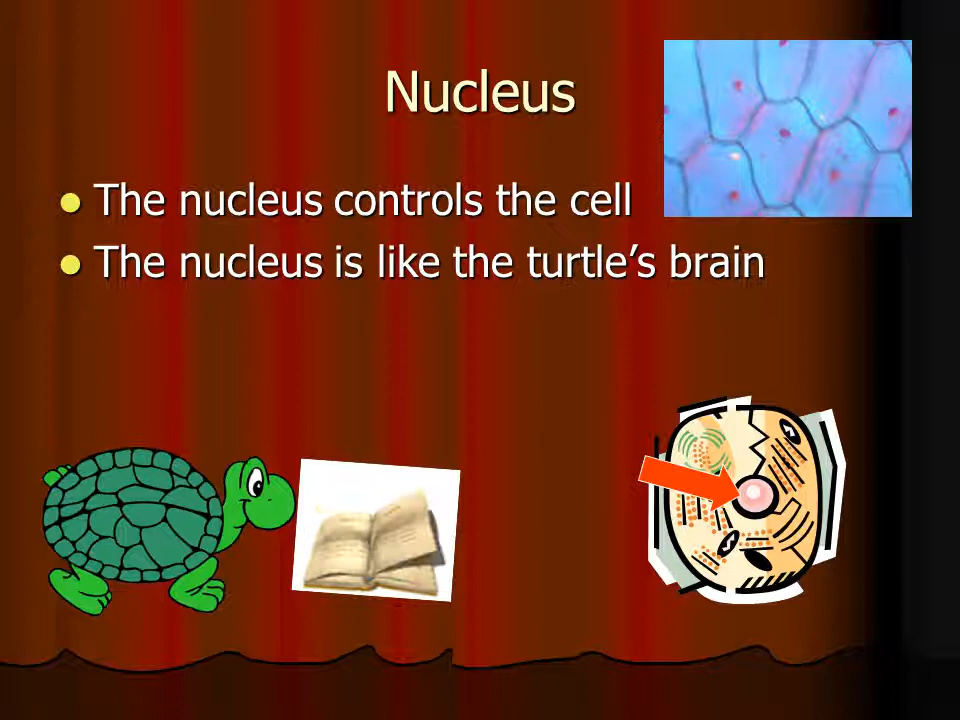 Nucleus
The nucleus controls the cell
The nucleus is like the turtle’s brain